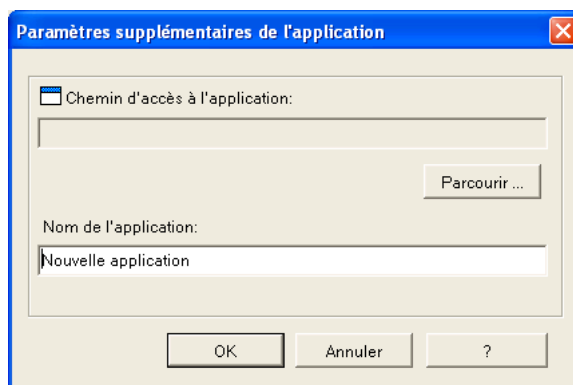 Paramètres supplémentaires de l'application
Chemin d'accès à l'application:
Parcourir ...
Nom de l'application:
Nouvelle application
OK
Annuler
?